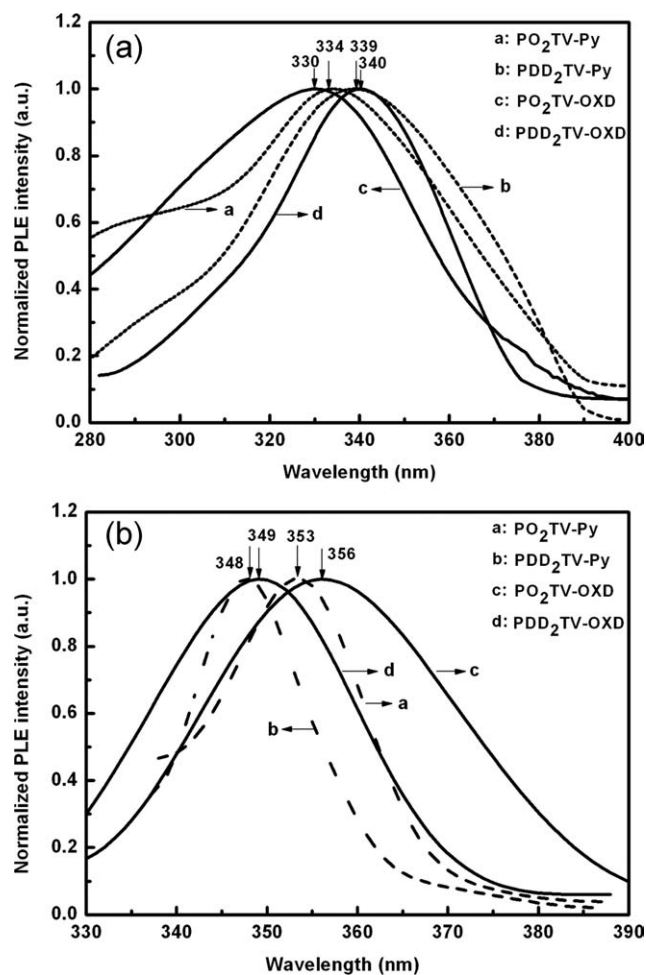 (a)
334 339
330 340
a: PO2TV-Py
b: PDD2TV-Py
c: PO2TV-OXD
d: PDD2TV-OXD
1.2
1.0
0.8
0.6
0.4
0.2
0.0
a
b
c
d
280 300 320 340 360 380 400
Normalized PLE intensity (a.u.)
Wavelength (nm)
(b)
349 353
348 356
a: PO2TV-Py
b: PDD2TV-Py
c: PO2TV-OXD
d: PDD2TV-OXD
1.2
1.0
0.8
0.6
0.4
0.2
0.0
d
c
a
b
330 340 350 360 370 380 390
Normalized PLE intensity (a.u.)
Wavelength (nm)